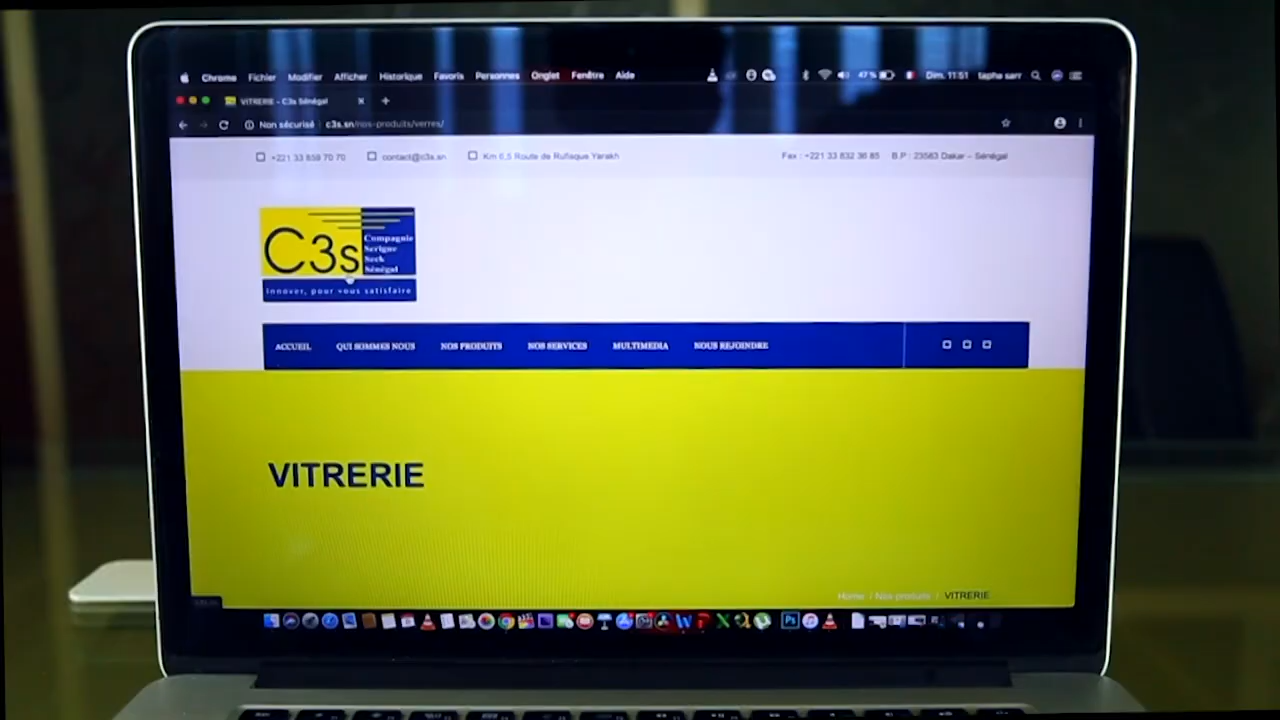 Chrome Fichier Modifier Afficher Historique Favoris Personnes Onglet Fenêtre Aide 47 % Dim. 11:51 tapha sarr
VITRERIE - C3s Sénégal
Non sécurisé c3s.sn/nos-produits/verres/
+221 33 859 70 70 contact@c3s.sn Km 6,5 Route de Rufisque Yarakh Fax : +221 33 832 36 85 B.P : 23583 Dakar – Sénégal
C3s
Compagnie
Serigne
Seck
Sénégal
Innover, pour vous satisfaire
ACCUEIL QUI SOMMES NOUS NOS PRODUITS NOS SERVICES MULTIMEDIA NOUS REJOINDRE
VITRERIE
Home / Nos produits / VITRERIE
Ps